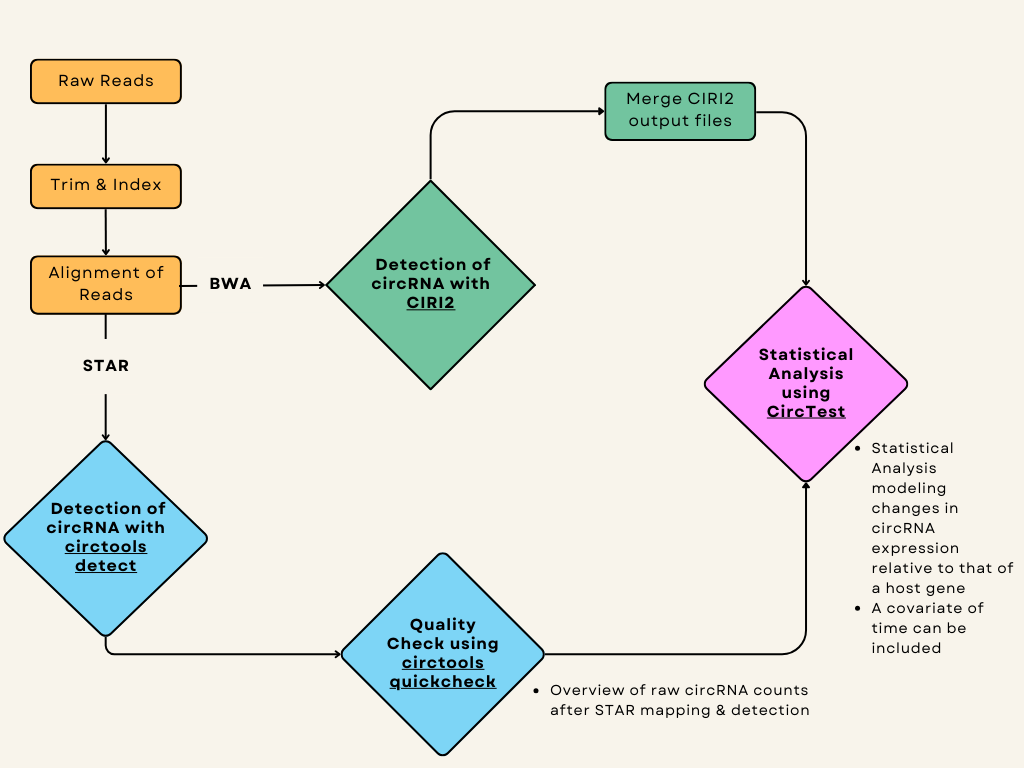 Raw Reads
Trim & Index
Alignment of
Reads
BWA
STAR
Detection of
circRNA with
CIRI2
Merge CIRI2
output files
Statistical
Analysis
using
CircTest
• Statistical
Analysis
modeling
changes in
circRNA
expression
relative to that of
a host gene
• A covariate of
time can be
included
Detection of
circRNA with
circtools
detect
Quality
Check using
circtools
quickcheck
• Overview of raw circRNA counts
after STAR mapping & detection